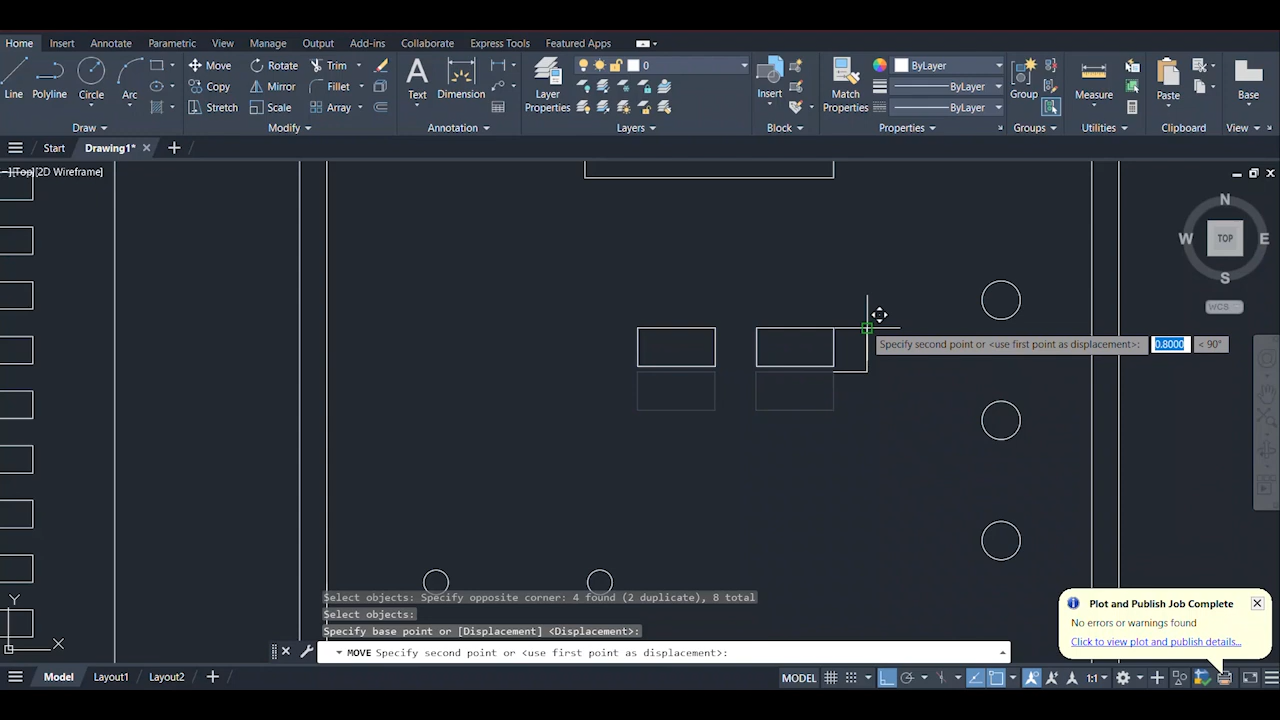 Home Insert Annotate Parametric View Manage Output Add-ins Collaborate Express Tools Featured Apps
Move Rotate Trim 0 ByLayer
Copy Mirror Fillet ByLayer
Line Polyline Circle Arc Text Dimension Layer Properties Insert Match Properties Group Measure Paste Base
Stretch Scale Array ByLayer
Draw Modify Annotation Layers Block Properties Groups Utilities Clipboard View
Start Drawing1*
–][Top][2D Wireframe]
N
W TOP E
S
WCS
Specify second point or <use first point as displacement>: 0.8000 < 90°
Select objects: Specify opposite corner: 4 found (2 duplicate), 8 total
Select objects:
Specify base point or [Displacement] <Displacement>:
MOVE Specify second point or <use first point as displacement>:
Y
X
Plot and Publish Job Complete
No errors or warnings found
Click to view plot and publish details...
Model Layout1 Layout2 MODEL 1:1